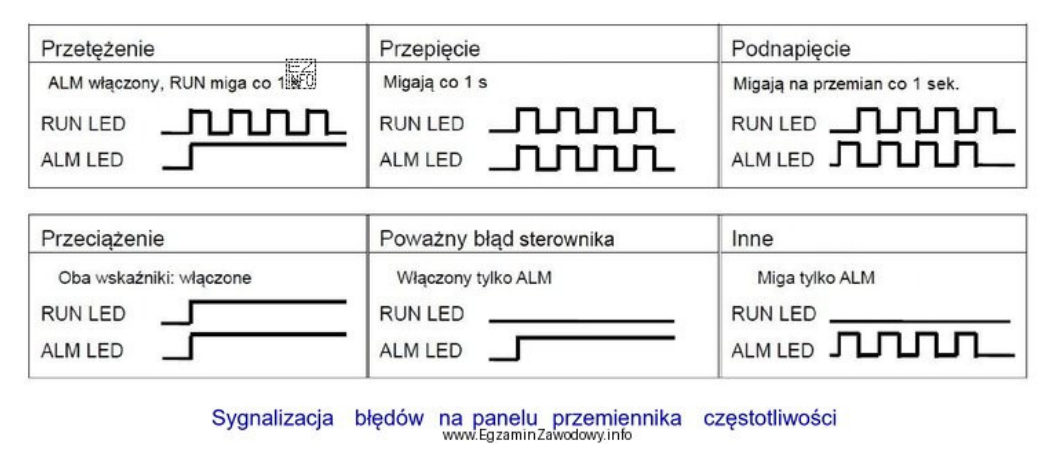 Przetężenie
ALM włączony, RUN miga co 1
RUN LED
ALM LED
Przepięcie
Migają co 1 s
RUN LED
ALM LED
Podnapięcie
Migają na przemian co 1 sek.
RUN LED
ALM LED
Przeciążenie
Oba wskaźniki: włączone
RUN LED
ALM LED
Poważny błąd sterownika
Włączony tylko ALM
RUN LED
ALM LED
Inne
Miga tylko ALM
RUN LED
ALM LED
Sygnalizacja błędów na panelu przemiennika częstotliwości
www.EgzaminZawodowy.info